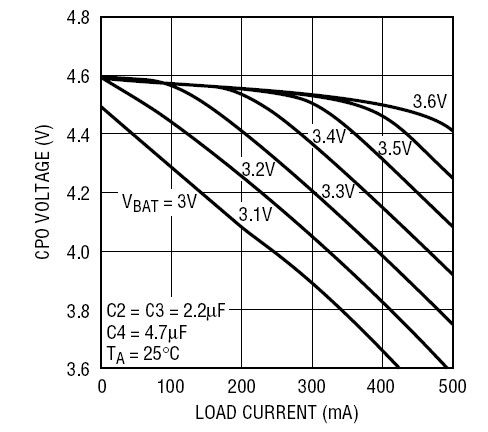 4.8
4.6
4.4
4.2
4.0
3.8
3.6
CPO VOLTAGE (V)
3.6V
3.5V
3.4V
3.3V
3.2V
3.1V
VBAT = 3V
C2 = C3 = 2.2µF
C4 = 4.7µF
TA = 25°C
0 100 200 300 400 500
LOAD CURRENT (mA)